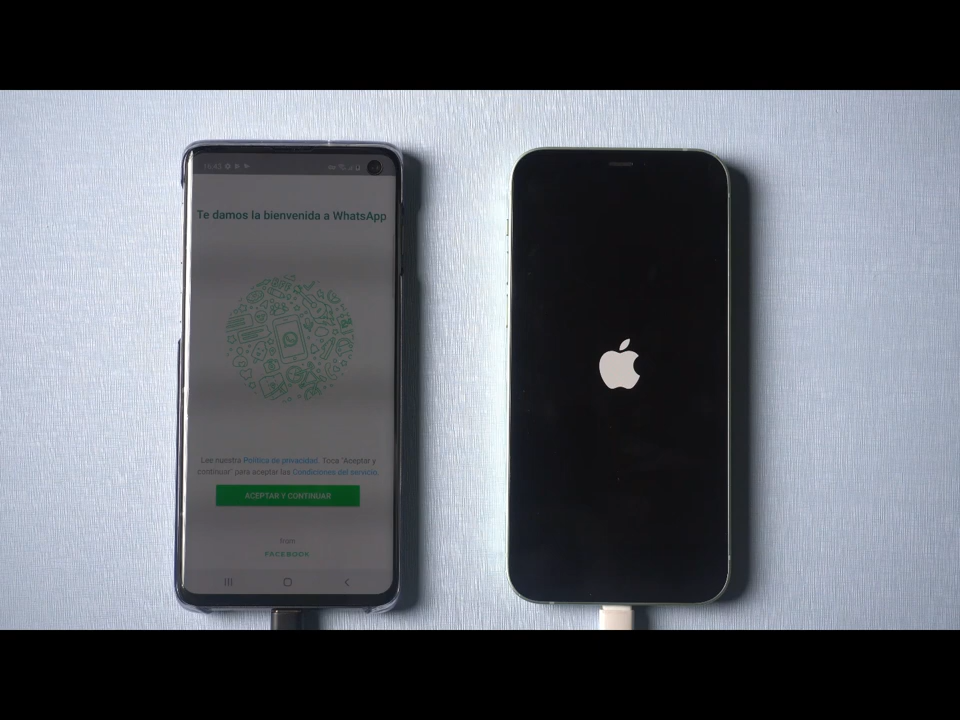 Te damos la bienvenida a WhatsApp
Lee nuestra Política de privacidad. Toca "Aceptar y
continuar" para aceptar las Condiciones del servicio.
ACEPTAR Y CONTINUAR
from
FACEBOOK